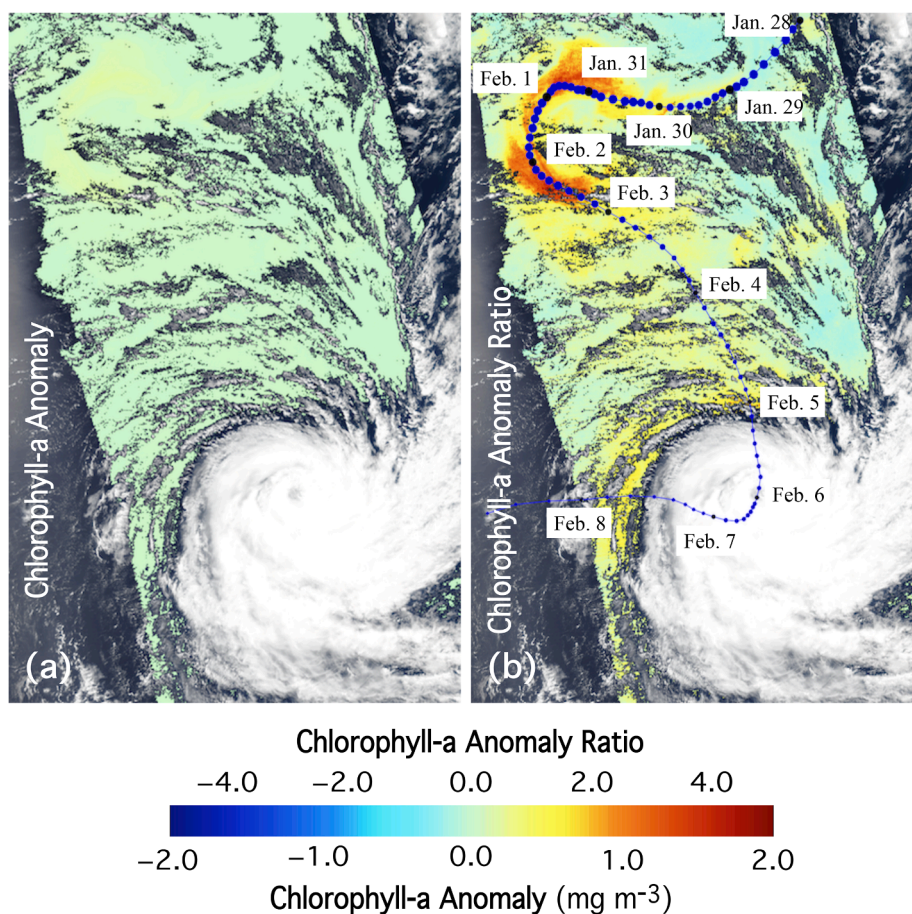 Chlorophyll-a Anomaly
(a)
Chlorophyll-a Anomaly Ratio
(b)
Jan. 28
Jan. 31
Feb. 1
Jan. 29
Jan. 30
Feb. 2
Feb. 3
Feb. 4
Feb. 5
Feb. 6
Feb. 8
Feb. 7
Chlorophyll-a Anomaly Ratio
−4.0 −2.0 0.0 2.0 4.0
−2.0 −1.0 0.0 1.0 2.0
Chlorophyll-a Anomaly (mg m⁻³)